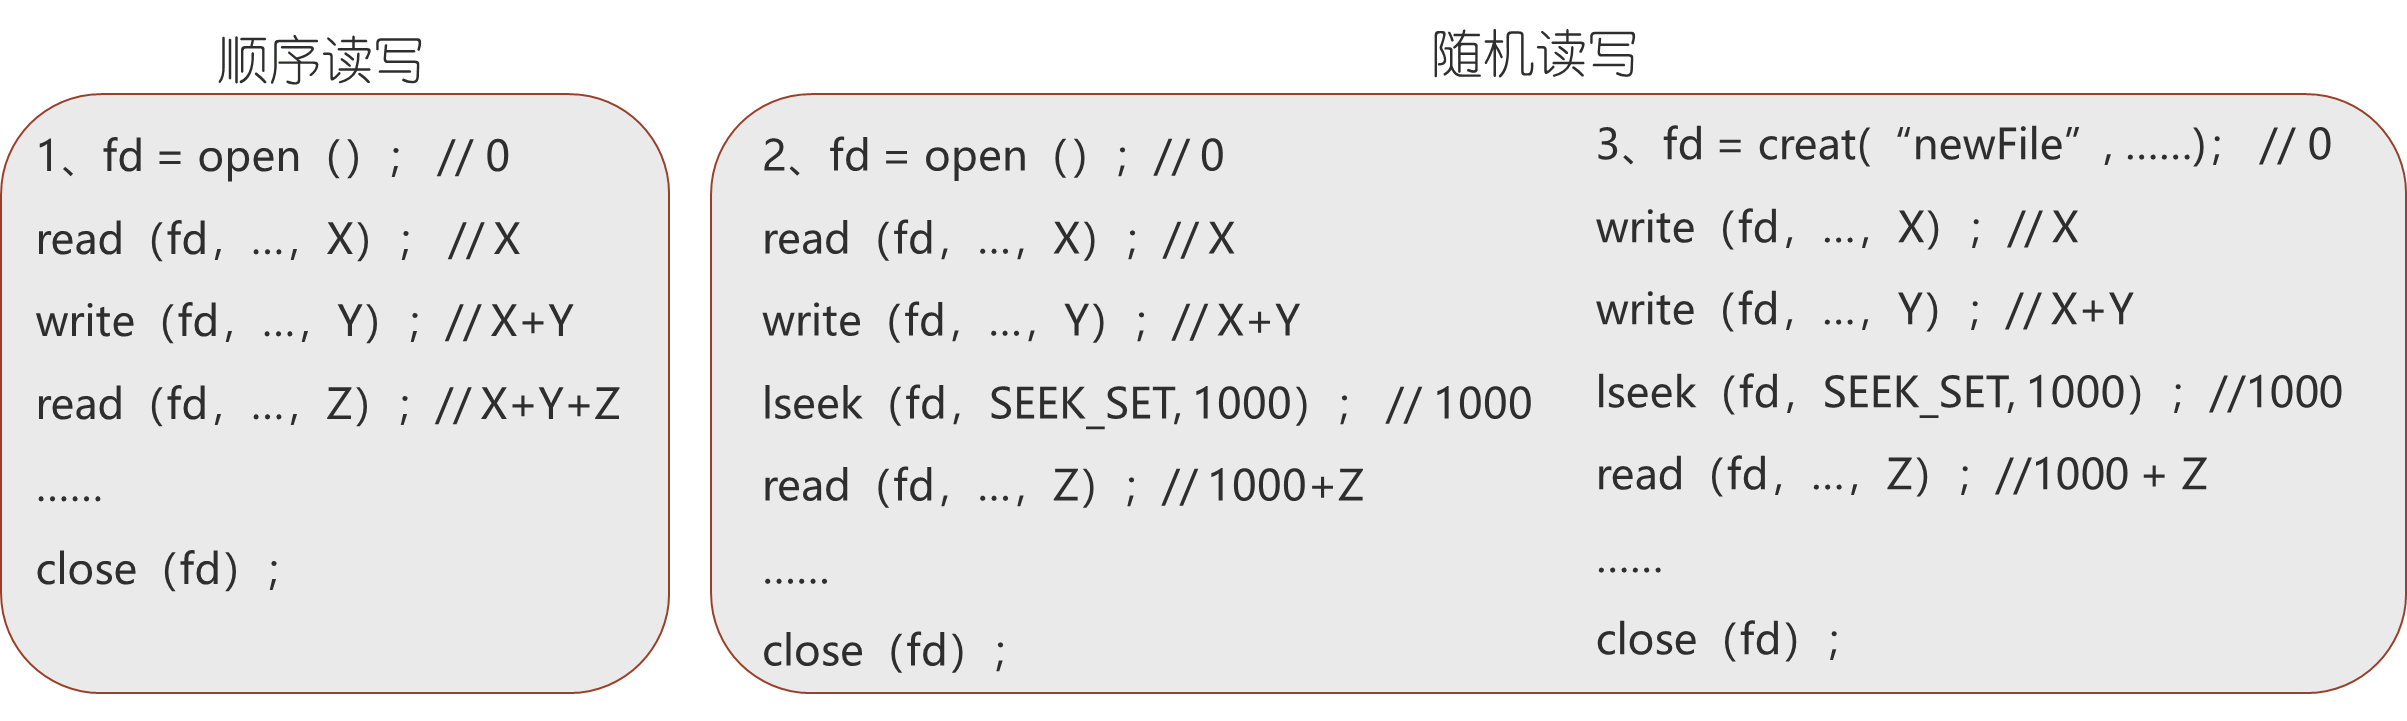 顺序读写
1、fd = open（）； // 0
read（fd，…，X）； // X
write（fd，…，Y）；// X+Y
read（fd，…，Z）；// X+Y+Z
……
close（fd）；
随机读写
2、fd = open（）；// 0
read（fd，…，X）；// X
write（fd，…，Y）；// X+Y
lseek（fd，SEEK_SET, 1000）； // 1000
read（fd，…，Z）；// 1000+Z
……
close（fd）；
3、fd = creat(“newFile”, ……)； // 0
write（fd，…，X）；// X
write（fd，…，Y）；// X+Y
lseek（fd，SEEK_SET, 1000）；//1000
read（fd，…，Z）；//1000 + Z
……
close（fd）；